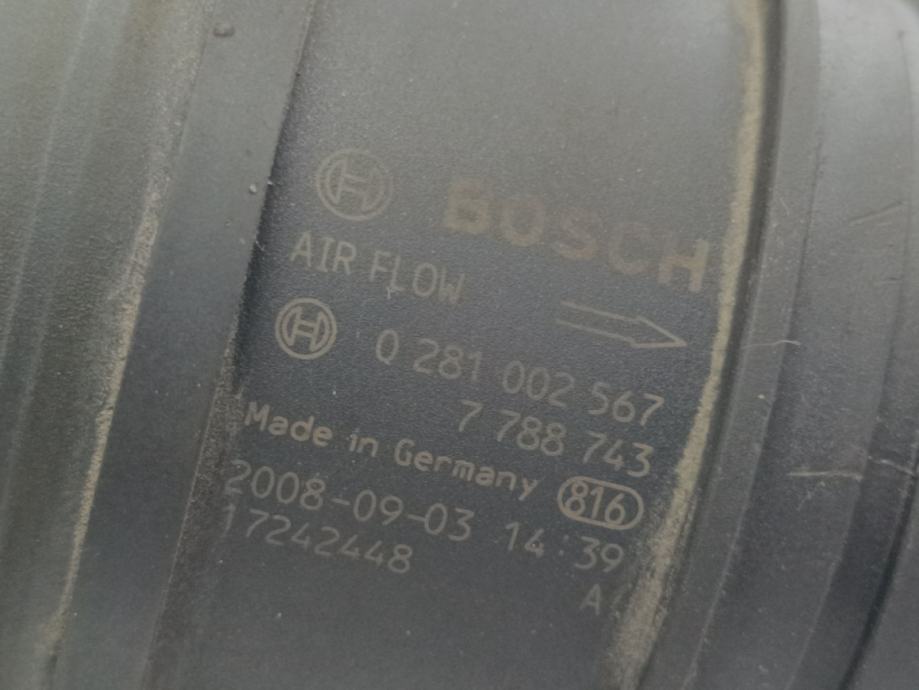 BOSCH
AIR FLOW
0 281 002 567
7 788 743
Made in Germany 816
2008-09-03 14:39
17242448
A